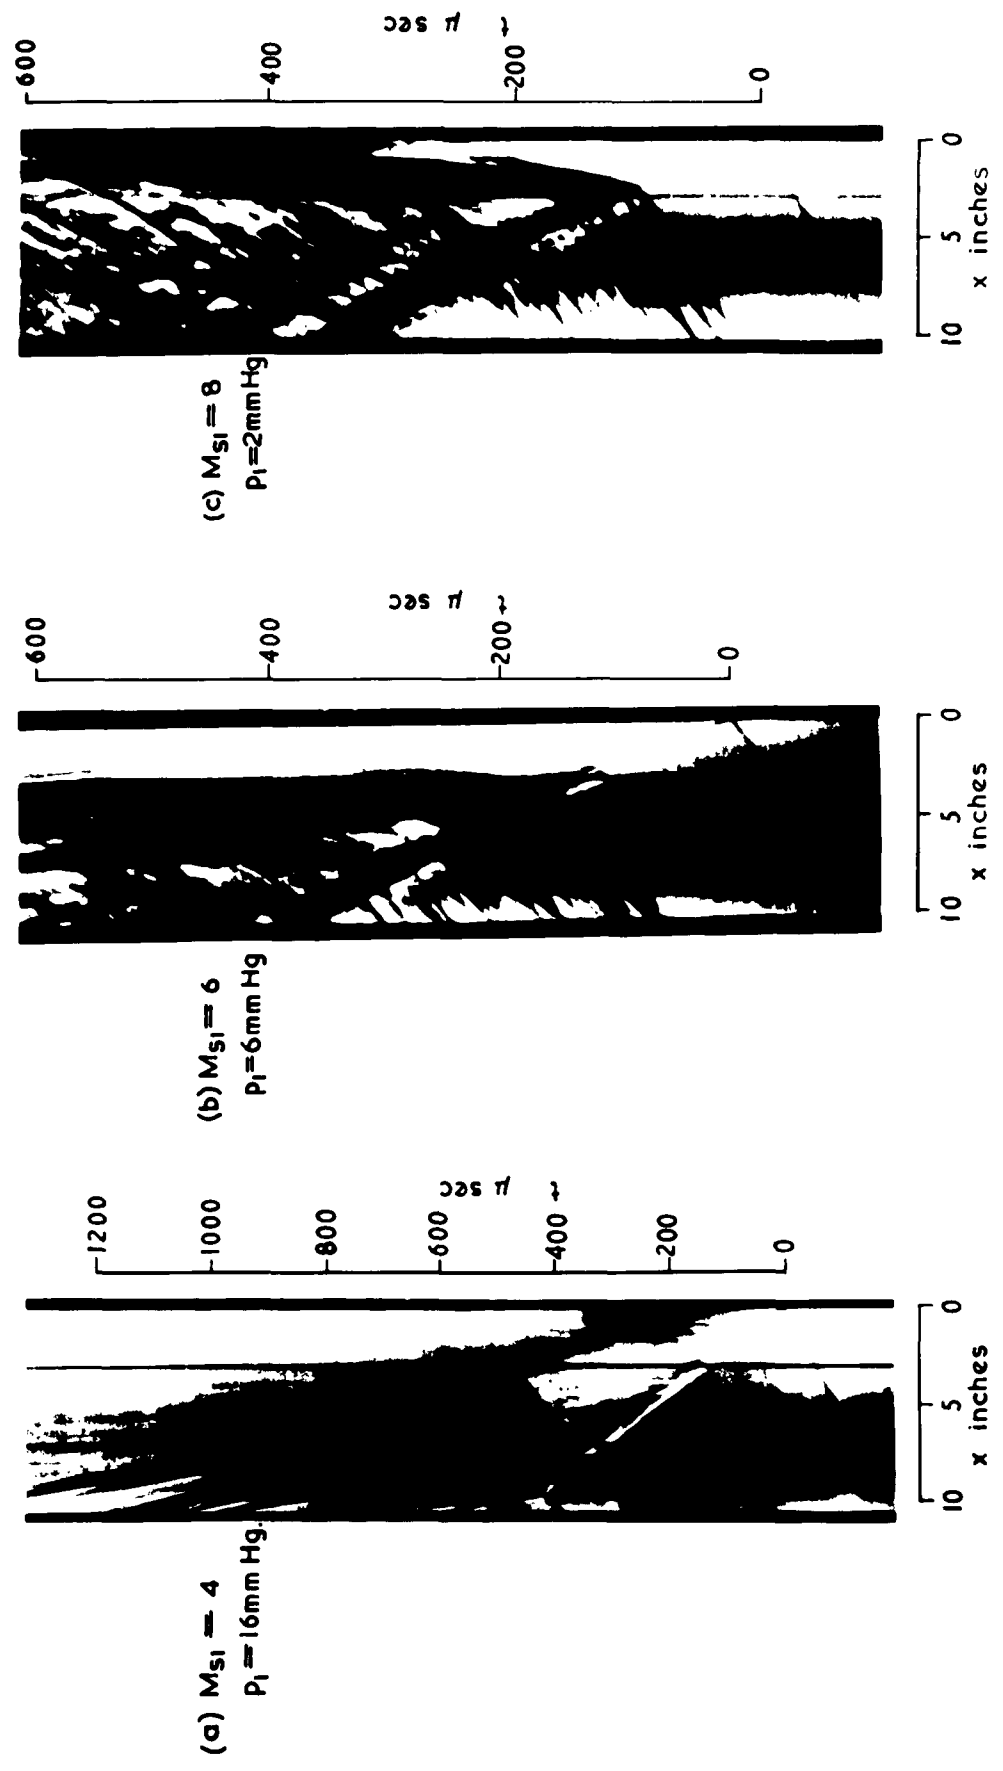 (a) M_S1 = 4
p_1 = 16mm Hg.
1200
1000
800
600
400
200
0
t μ sec
10 5 0
x inches
(b) M_S1 = 6
p_1 = 6mm Hg
600
400
200
0
t μ sec
10 5 0
x inches
(c) M_S1 = 8
p_1 = 2mm Hg
600
400
200
0
t μ sec
10 5 0
x inches